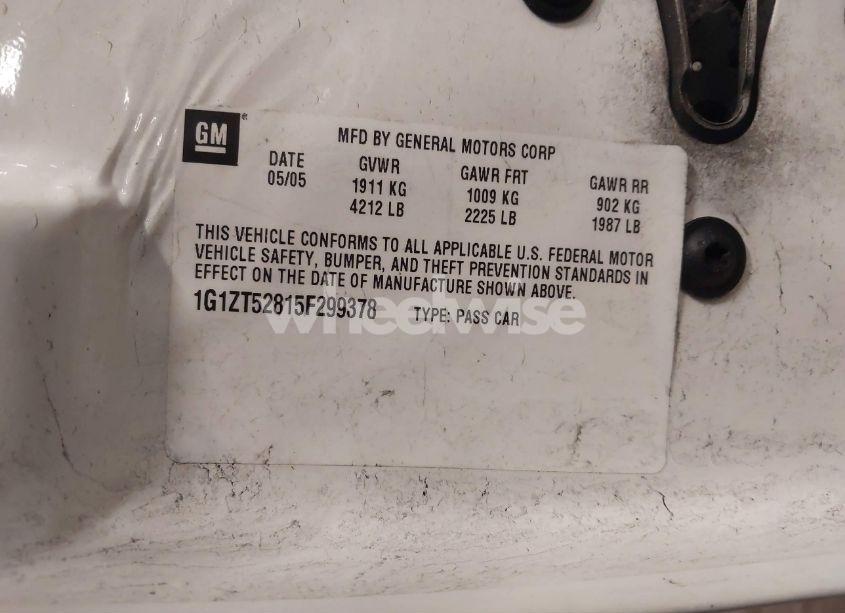 GM®
MFD BY GENERAL MOTORS CORP
DATE GVWR GAWR FRT GAWR RR
05/05 1911 KG 1009 KG 902 KG
4212 LB 2225 LB 1987 LB
THIS VEHICLE CONFORMS TO ALL APPLICABLE U.S. FEDERAL MOTOR
VEHICLE SAFETY, BUMPER, AND THEFT PREVENTION STANDARDS IN
EFFECT ON THE DATE OF MANUFACTURE SHOWN ABOVE.
1G1ZT52815F299378 TYPE: PASS CAR
wheelwise